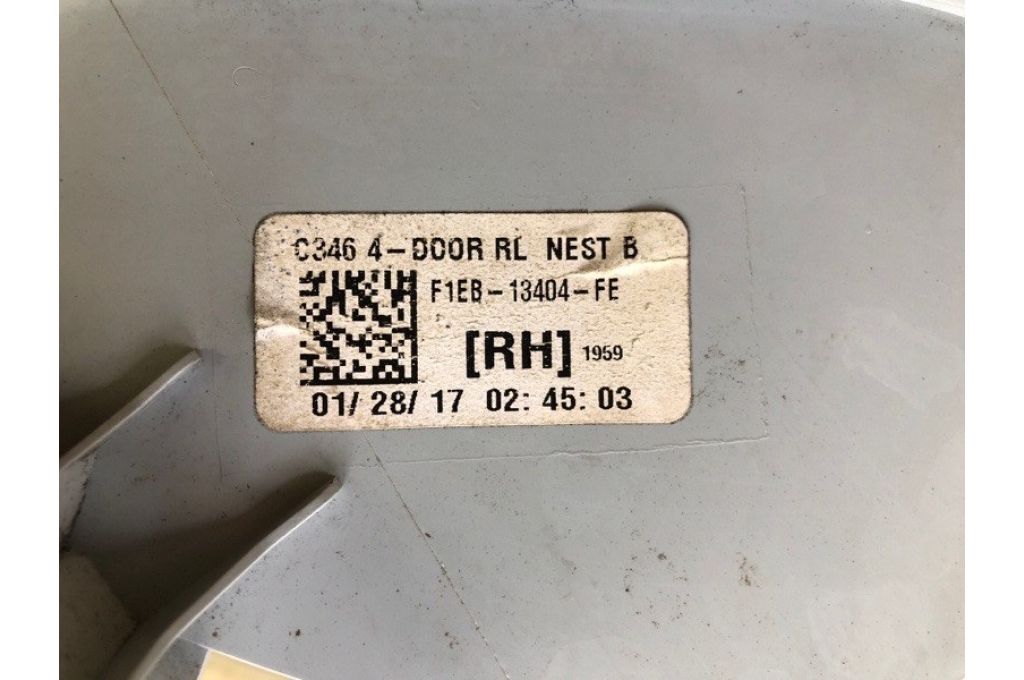 C346 4-DOOR RL NEST B
F1EB-13404-FE
[RH] 1959
01/ 28/ 17 02: 45: 03